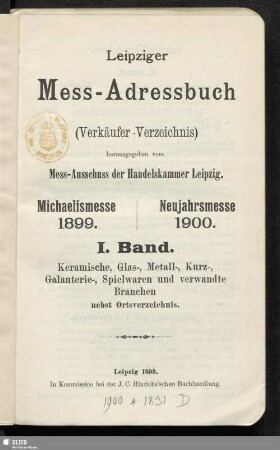 Leipziger
Mess-Adressbuch
(Verkäufer-Verzeichnis)
herausgegeben vom
Mess-Ausschuss der Handelskammer Leipzig.
Michaelismesse
1899.
Neujahrsmesse
1900.
I. Band.
Keramische, Glas-, Metall-, Kurz-,
Galanterie-, Spielwaren und verwandte
Branchen
nebst Ortsverzeichnis.
Leipzig 1899.
In Kommission bei der J. C. Hinrichs'schen Buchhandlung.
1900 A 1831 D
SLUB